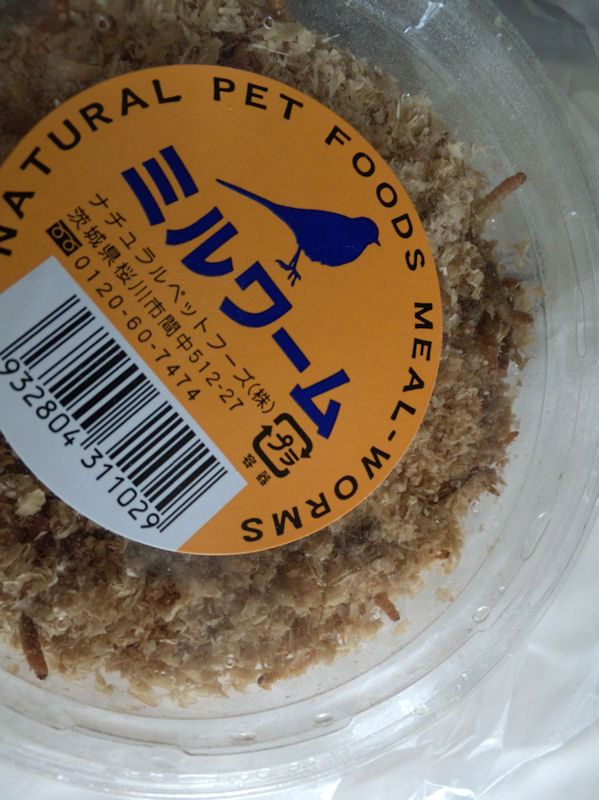 NATURAL PET FOODS MEAL-WORMS
ミルワーム
ナチュラルペットフーズ(株)
茨城県桜川市間中512-27
0120-60-7474
プラ
容器
932804 311029